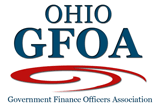 OHIO
GFOA
Government Finance Officers Association